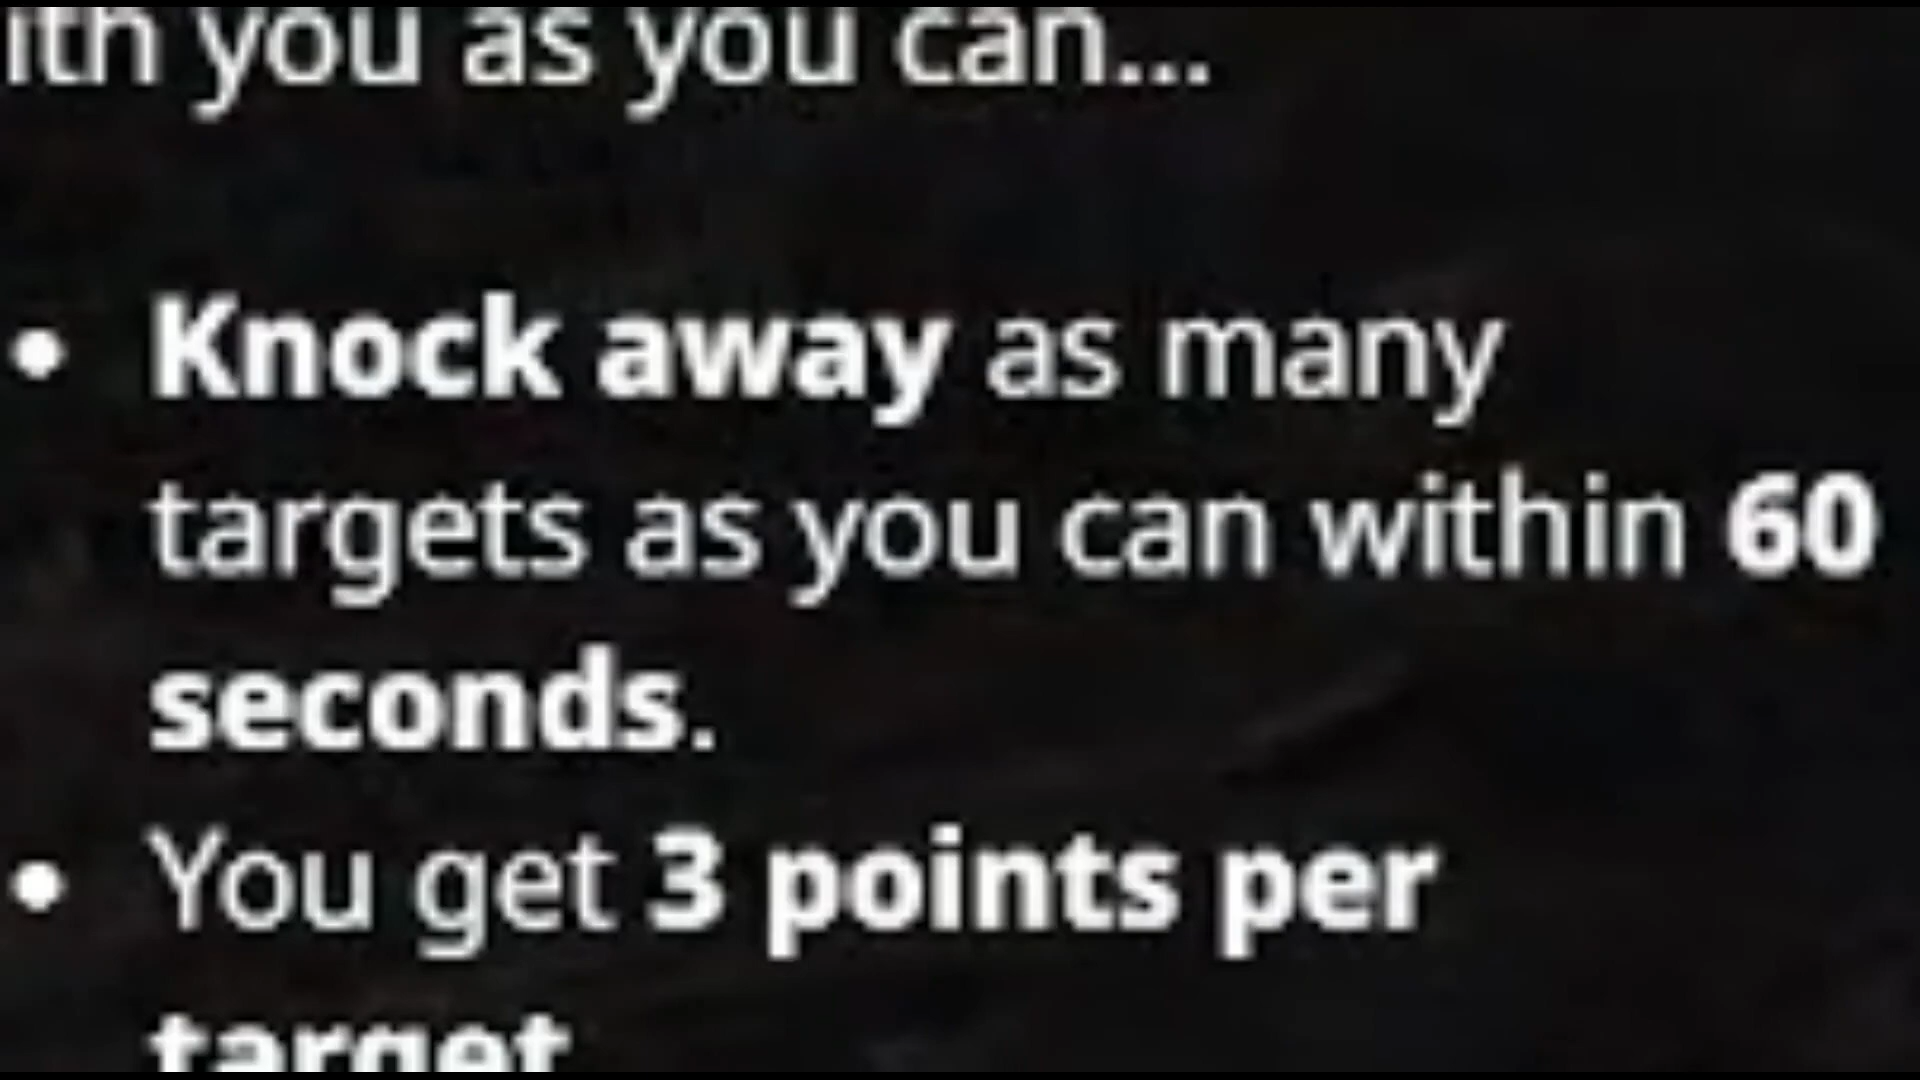 ith you as you can...
• Knock away as many
targets as you can within 60
seconds.
• You get 3 points per
target